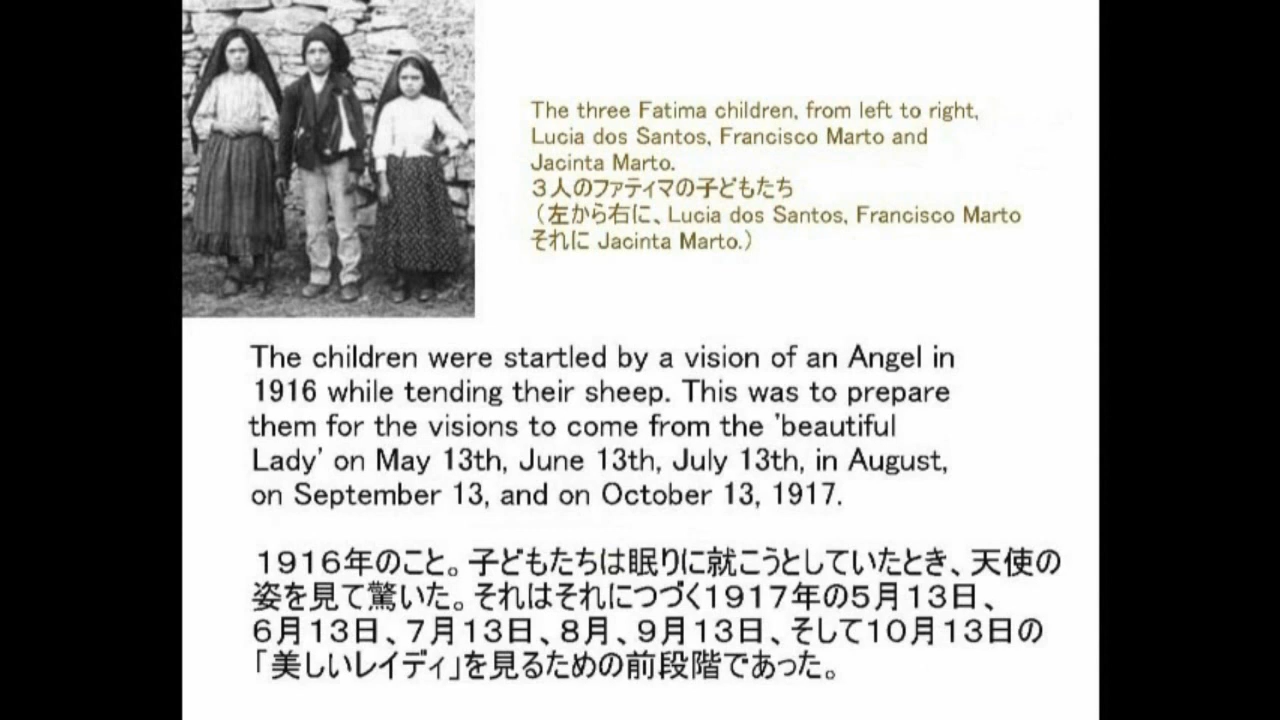 The three Fatima children, from left to right,
Lucia dos Santos, Francisco Marto and
Jacinta Marto.
３人のファティマの子どもたち
（左から右に、Lucia dos Santos, Francisco Marto
それに Jacinta Marto.）
The children were startled by a vision of an Angel in
1916 while tending their sheep. This was to prepare
them for the visions to come from the 'beautiful
Lady' on May 13th, June 13th, July 13th, in August,
on September 13, and on October 13, 1917.
１９１６年のこと。子どもたちは眠りに就こうとしていたとき、天使の
姿を見て驚いた。それはそれにつづく１９１７年の５月１３日、
６月１３日、７月１３日、８月、９月１３日、そして１０月１３日の
「美しいレイディ」を見るための前段階であった。